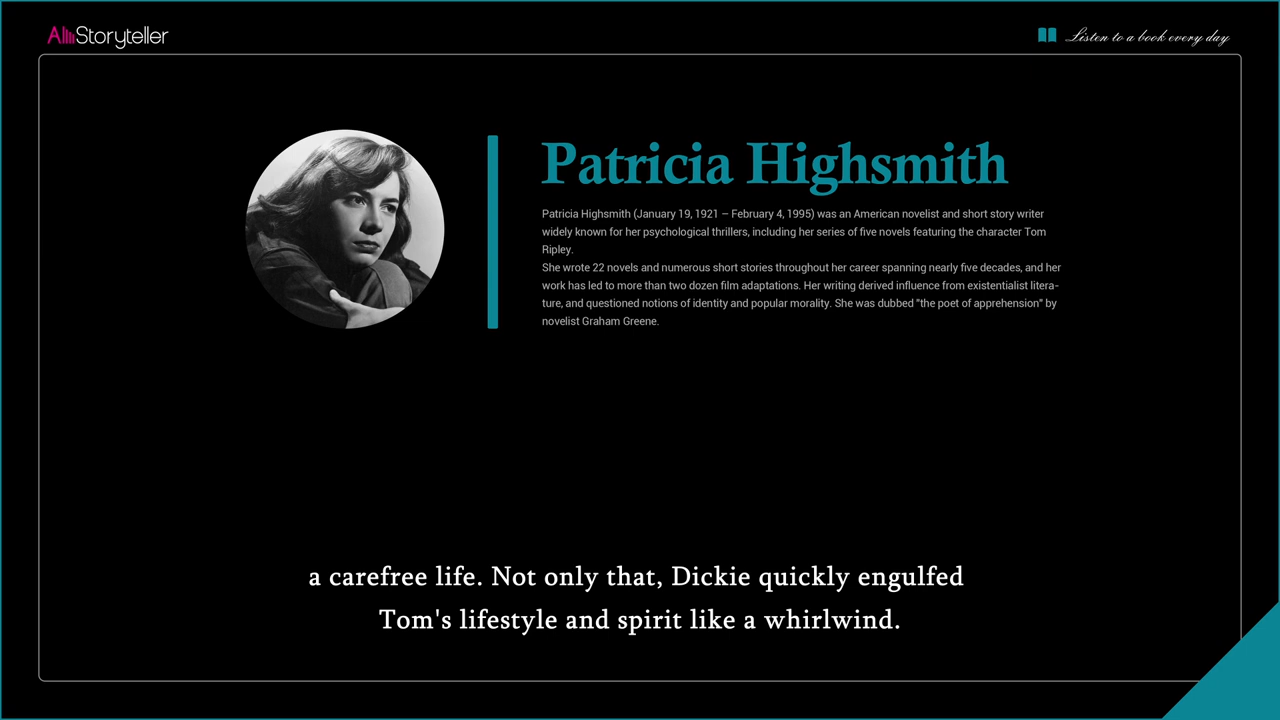 AllStoryteller
Listen to a book every day
Patricia Highsmith
Patricia Highsmith (January 19, 1921 – February 4, 1995) was an American novelist and short story writer
widely known for her psychological thrillers, including her series of five novels featuring the character Tom
Ripley.
She wrote 22 novels and numerous short stories throughout her career spanning nearly five decades, and her
work has led to more than two dozen film adaptations. Her writing derived influence from existentialist litera-
ture, and questioned notions of identity and popular morality. She was dubbed "the poet of apprehension" by
novelist Graham Greene.
a carefree life. Not only that, Dickie quickly engulfed
Tom's lifestyle and spirit like a whirlwind.